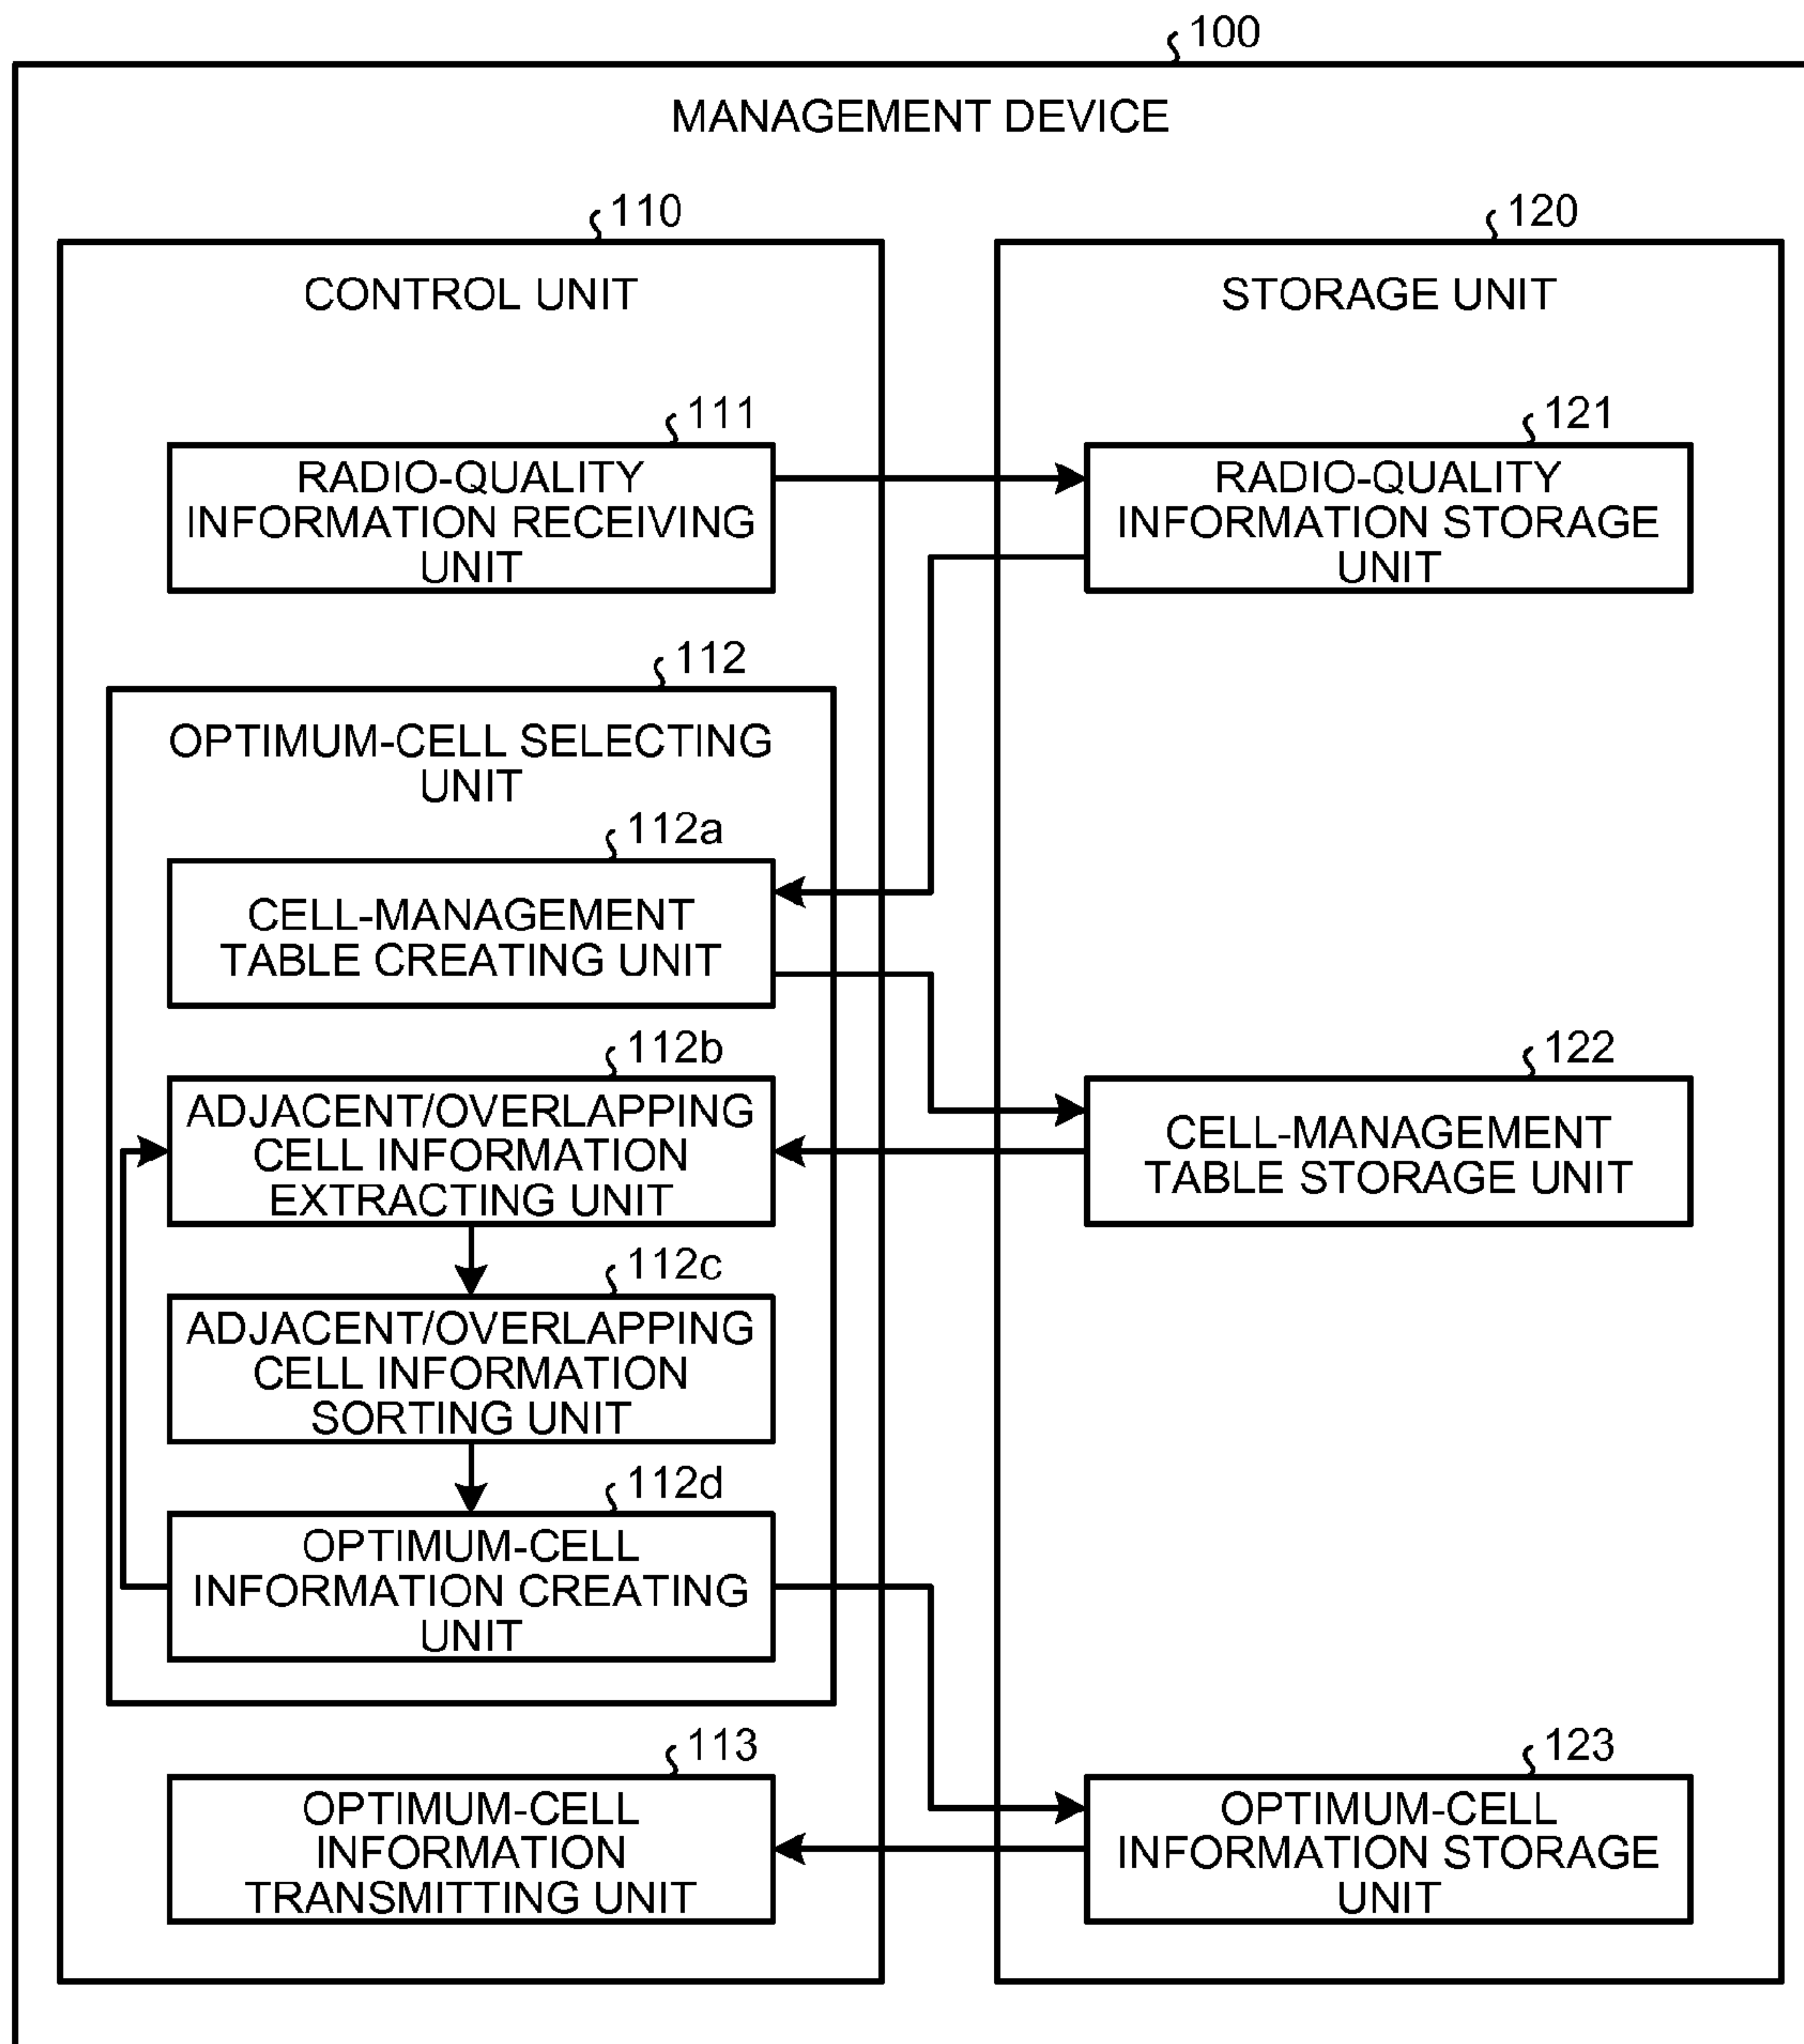 100
MANAGEMENT DEVICE
110
CONTROL UNIT
111
RADIO-QUALITY
INFORMATION RECEIVING
UNIT
112
OPTIMUM-CELL SELECTING
UNIT
112a
CELL-MANAGEMENT
TABLE CREATING UNIT
112b
ADJACENT/OVERLAPPING
CELL INFORMATION
EXTRACTING UNIT
112c
ADJACENT/OVERLAPPING
CELL INFORMATION
SORTING UNIT
112d
OPTIMUM-CELL
INFORMATION CREATING
UNIT
113
OPTIMUM-CELL
INFORMATION
TRANSMITTING UNIT
120
STORAGE UNIT
121
RADIO-QUALITY
INFORMATION STORAGE
UNIT
122
CELL-MANAGEMENT
TABLE STORAGE UNIT
123
OPTIMUM-CELL
INFORMATION STORAGE
UNIT